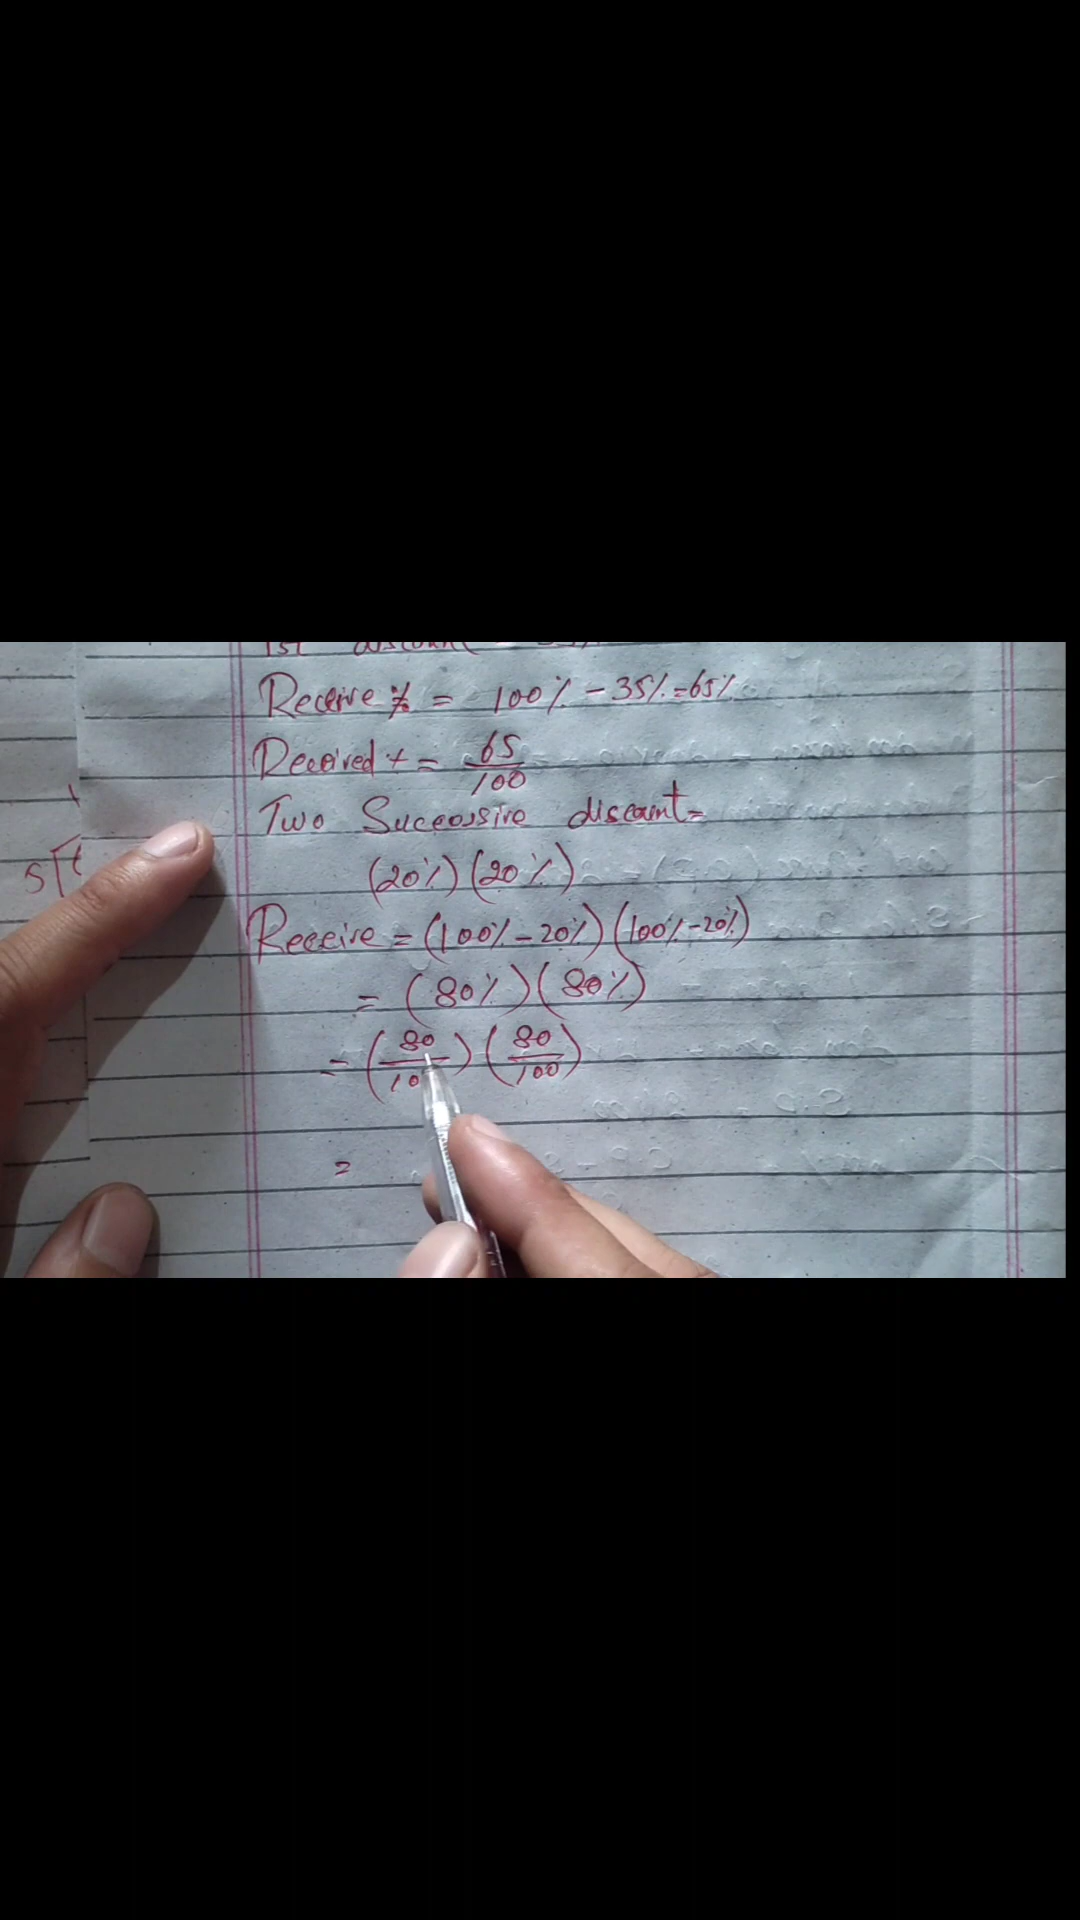 Receive % = 100% - 35% = 65%
Received + = 65/100
Two Successive discount =
(20%) (20%)
Receive = (100% - 20%) (100% - 20%)
= (80%) (80%)
= (80/10 ) (80/100)
=